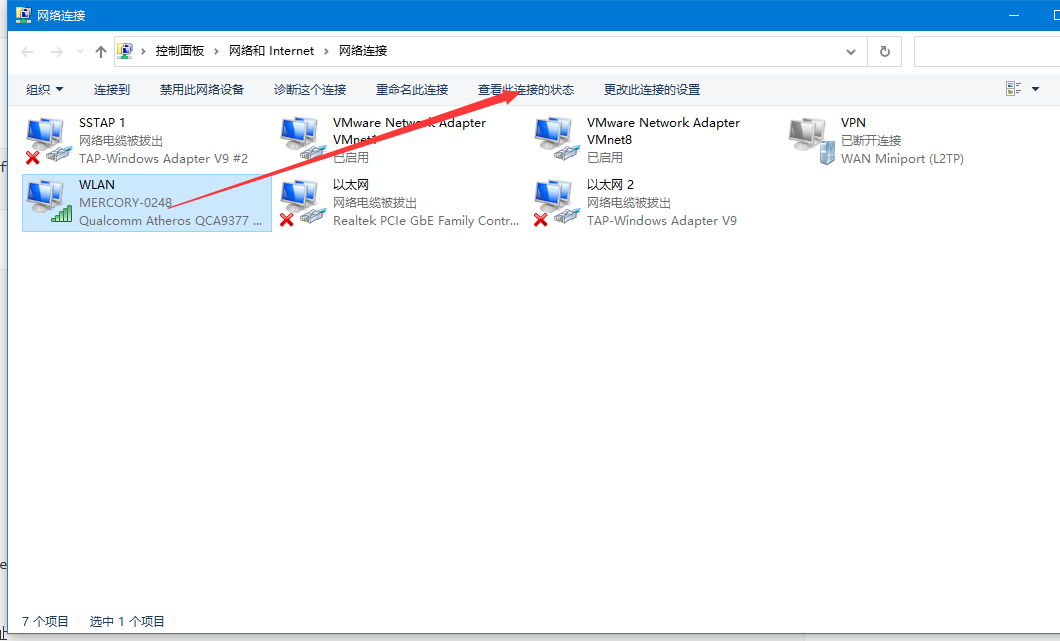 网络连接
控制面板 › 网络和 Internet › 网络连接
组织 连接到 禁用此网络设备 诊断这个连接 重命名此连接 查看此连接的状态 更改此连接的设置
SSTAP 1
网络电缆被拔出
TAP-Windows Adapter V9 #2
VMware Network Adapter
VMnet1
已启用
VMware Network Adapter
VMnet8
已启用
VPN
已断开连接
WAN Miniport (L2TP)
WLAN
MERCORY-0248
Qualcomm Atheros QCA9377 ...
以太网
网络电缆被拔出
Realtek PCIe GbE Family Contr...
以太网 2
网络电缆被拔出
TAP-Windows Adapter V9
7 个项目 选中 1 个项目